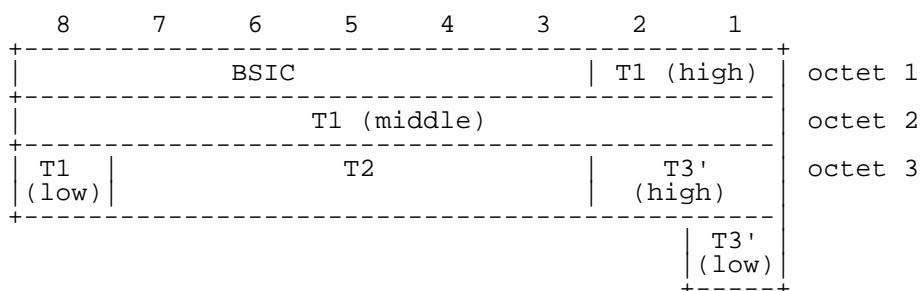 8 7 6 5 4 3 2 1
BSIC T1 (high) octet 1
T1 (middle) octet 2
T1 T2 T3' octet 3
(low) (high)
T3'
(low)